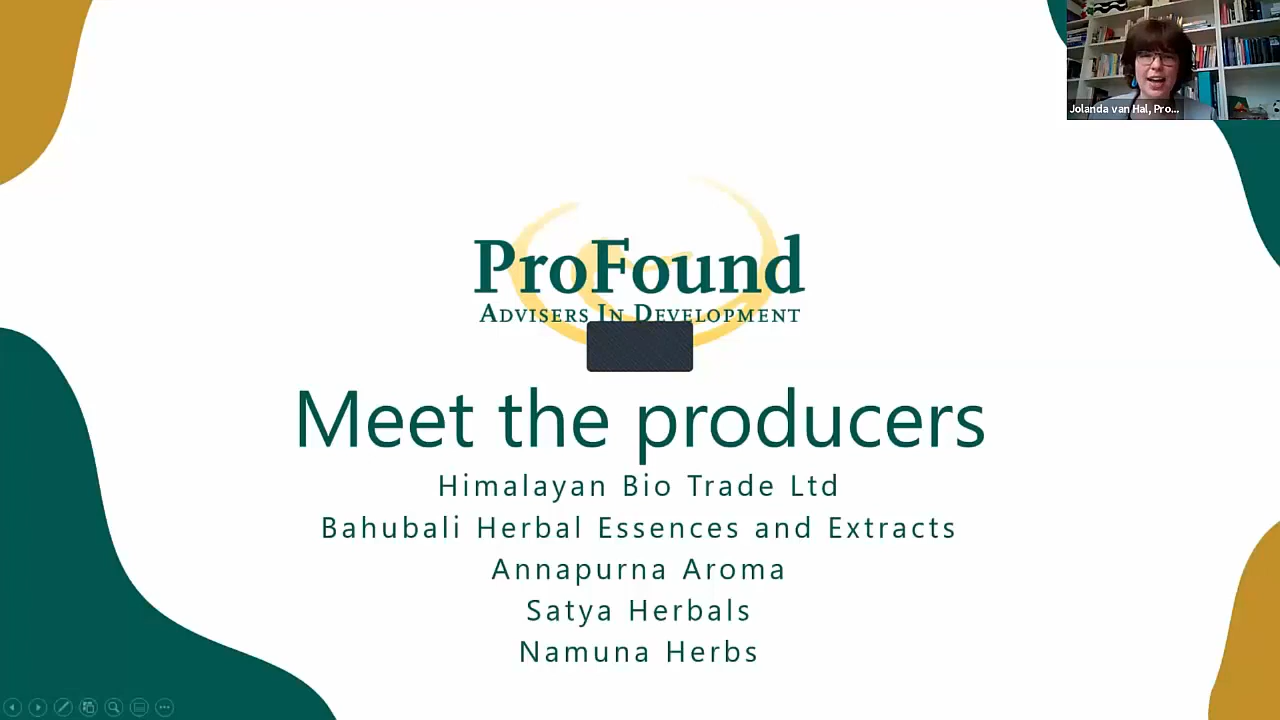 Jolanda van Hal, Pro...
ProFound
ADVISERS IN DEVELOPMENT
Meet the producers
Himalayan Bio Trade Ltd
Bahubali Herbal Essences and Extracts
Annapurna Aroma
Satya Herbals
Namuna Herbs